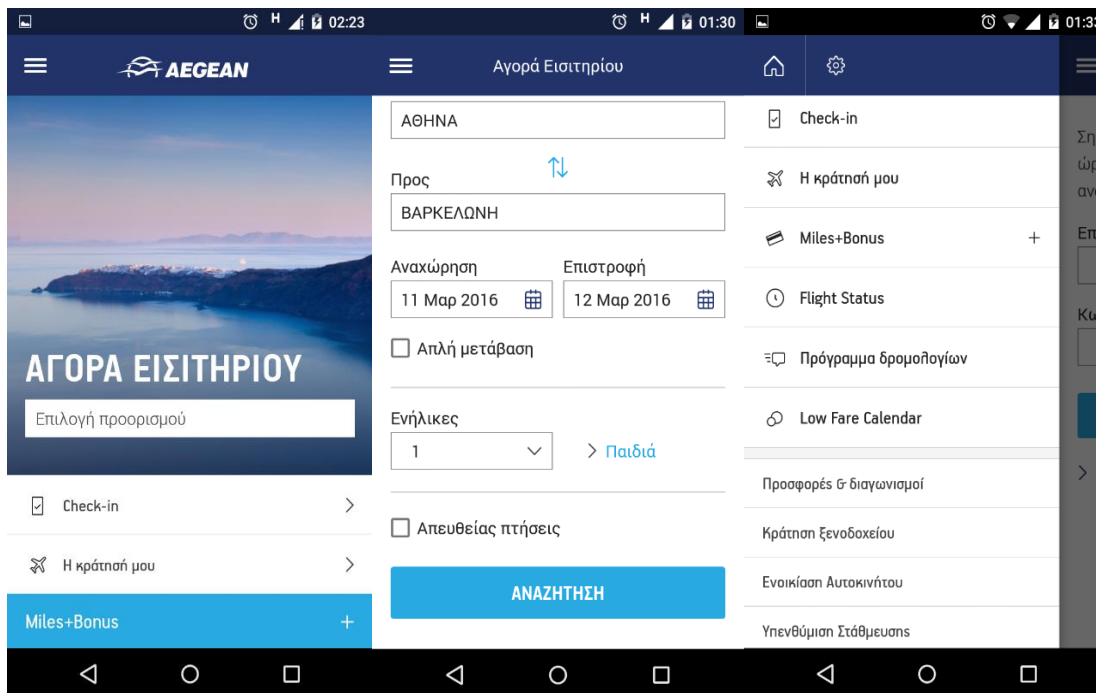 H 02:23
AEGEAN
ΑΓΟΡΑ ΕΙΣΙΤΗΡΙΟΥ
Επιλογή προορισμού
Check-in
Η κράτησή μου
Miles+Bonus +
H 01:30
Αγορά Εισιτηρίου
ΑΘΗΝΑ
Προς
ΒΑΡΚΕΛΩΝΗ
Αναχώρηση Επιστροφή
11 Μαρ 2016 12 Μαρ 2016
Απλή μετάβαση
Ενήλικες
1 > Παιδιά
Απευθείας πτήσεις
ΑΝΑΖΗΤΗΣΗ
01:33
Check-in
Η κράτησή μου
Miles+Bonus +
Flight Status
Πρόγραμμα δρομολογίων
Low Fare Calendar
Προσφορές & διαγωνισμοί
Κράτηση ξενοδοχείου
Ενοικίαση Αυτοκινήτου
Υπενθύμιση Στάθμευσης